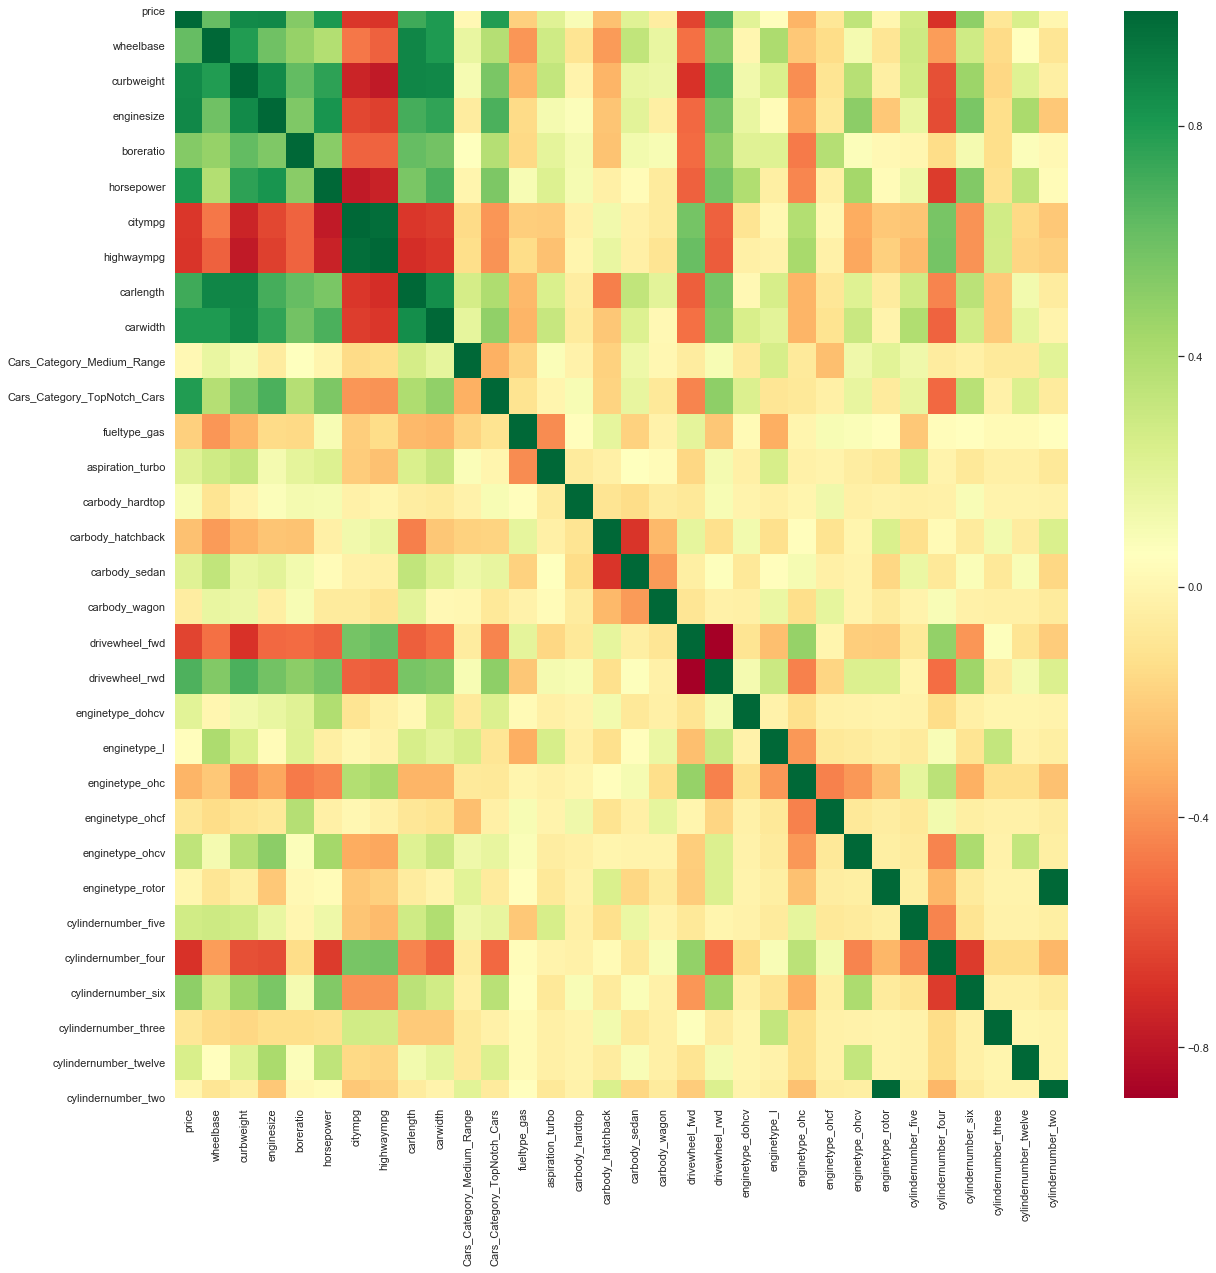 price
wheelbase
curbweight
enginesize
boreratio
horsepower
citympg
highwaympg
carlength
carwidth
Cars_Category_Medium_Range
Cars_Category_TopNotch_Cars
fueltype_gas
aspiration_turbo
carbody_hardtop
carbody_hatchback
carbody_sedan
carbody_wagon
drivewheel_fwd
drivewheel_rwd
enginetype_dohcv
enginetype_l
enginetype_ohc
enginetype_ohcf
enginetype_ohcv
enginetype_rotor
cylindernumber_five
cylindernumber_four
cylindernumber_six
cylindernumber_three
cylindernumber_twelve
cylindernumber_two
price
wheelbase
curbweight
enginesize
boreratio
horsepower
citympg
highwaympg
carlength
carwidth
Cars_Category_Medium_Range
Cars_Category_TopNotch_Cars
fueltype_gas
aspiration_turbo
carbody_hardtop
carbody_hatchback
carbody_sedan
carbody_wagon
drivewheel_fwd
drivewheel_rwd
enginetype_dohcv
enginetype_l
enginetype_ohc
enginetype_ohcf
enginetype_ohcv
enginetype_rotor
cylindernumber_five
cylindernumber_four
cylindernumber_six
cylindernumber_three
cylindernumber_twelve
cylindernumber_two
0.8
0.4
0.0
−0.4
−0.8